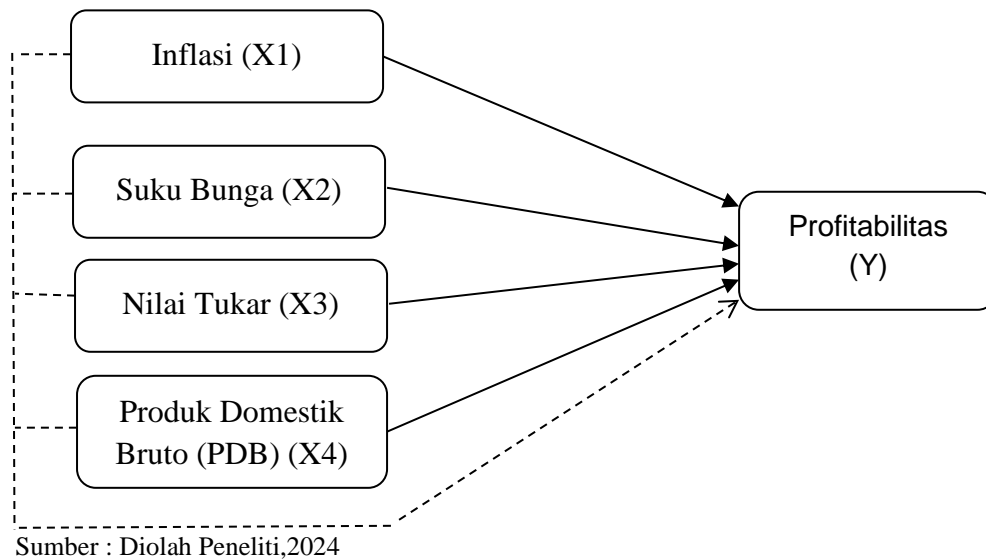 Inflasi (X1)
Suku Bunga (X2)
Nilai Tukar (X3)
Produk Domestik
Bruto (PDB) (X4)
Profitabilitas
(Y)
Sumber : Diolah Peneliti,2024